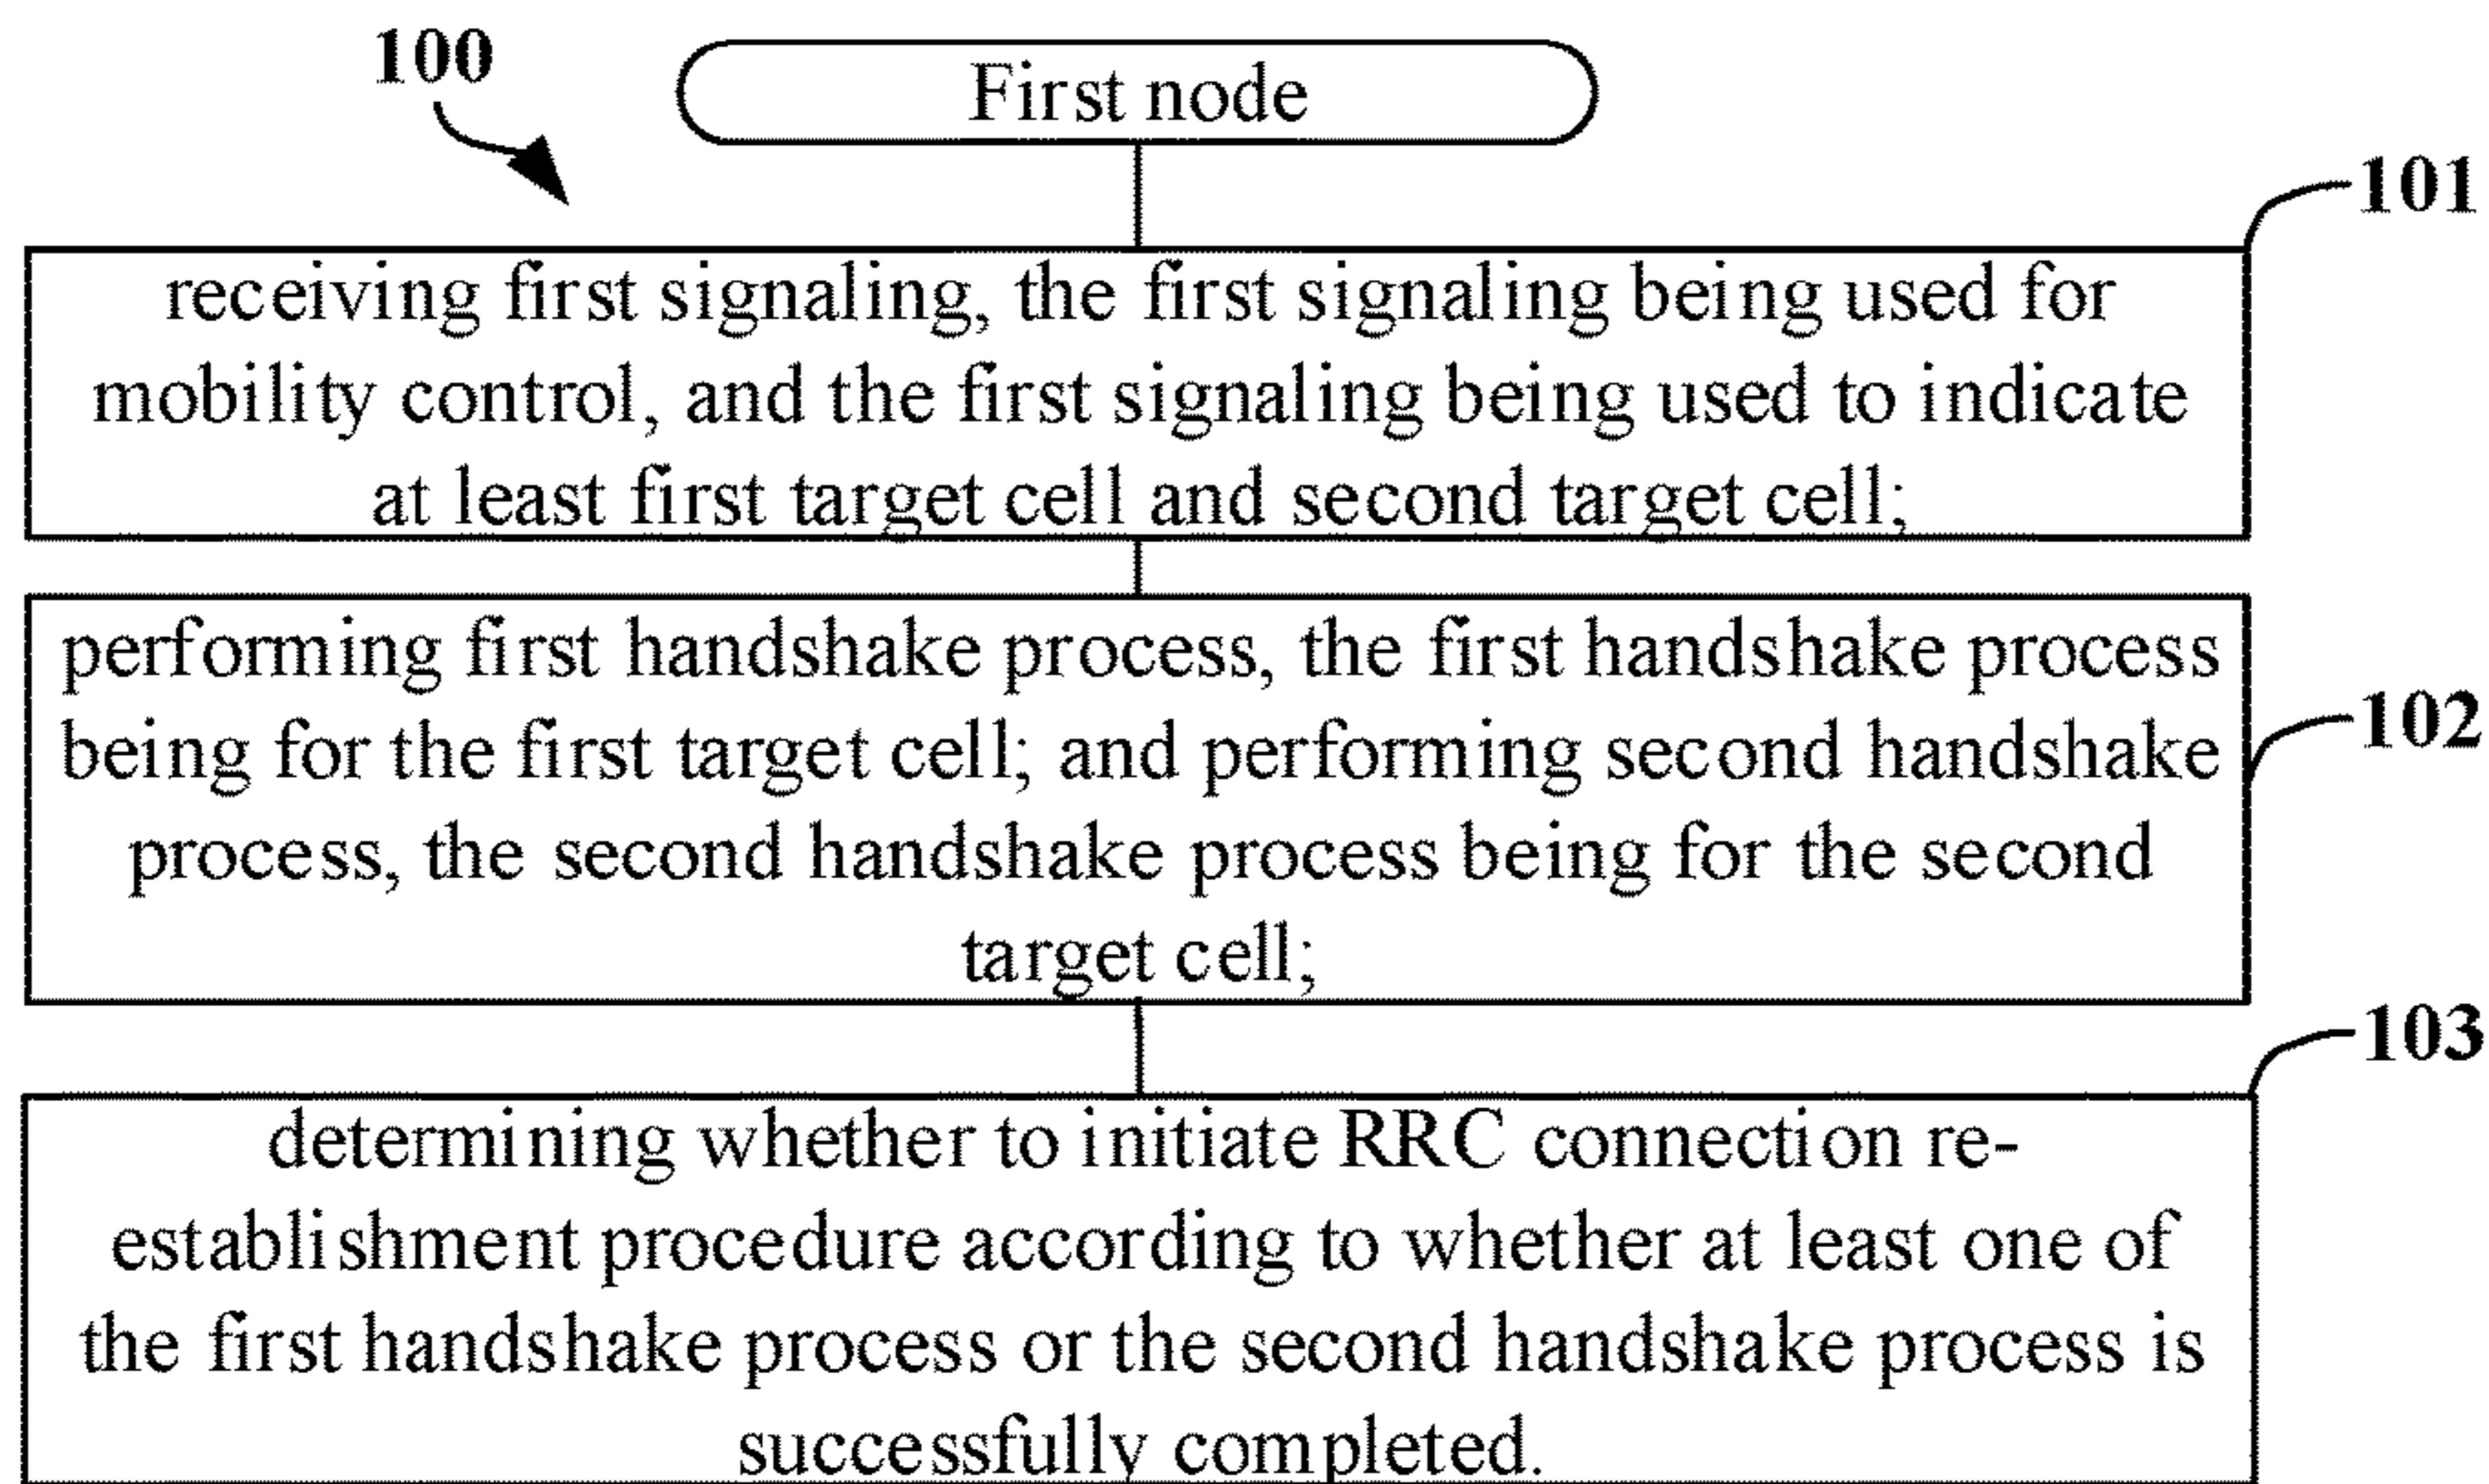 100
First node
101
receiving first signaling, the first signaling being used for
mobility control, and the first signaling being used to indicate
at least first target cell and second target cell;
performing first handshake process, the first handshake process
being for the first target cell; and performing second handshake
102
process, the second handshake process being for the second
target cell;
103
determining whether to initiate RRC connection re-
establishment procedure according to whether at least one of
the first handshake process or the second handshake process is
successfully completed.